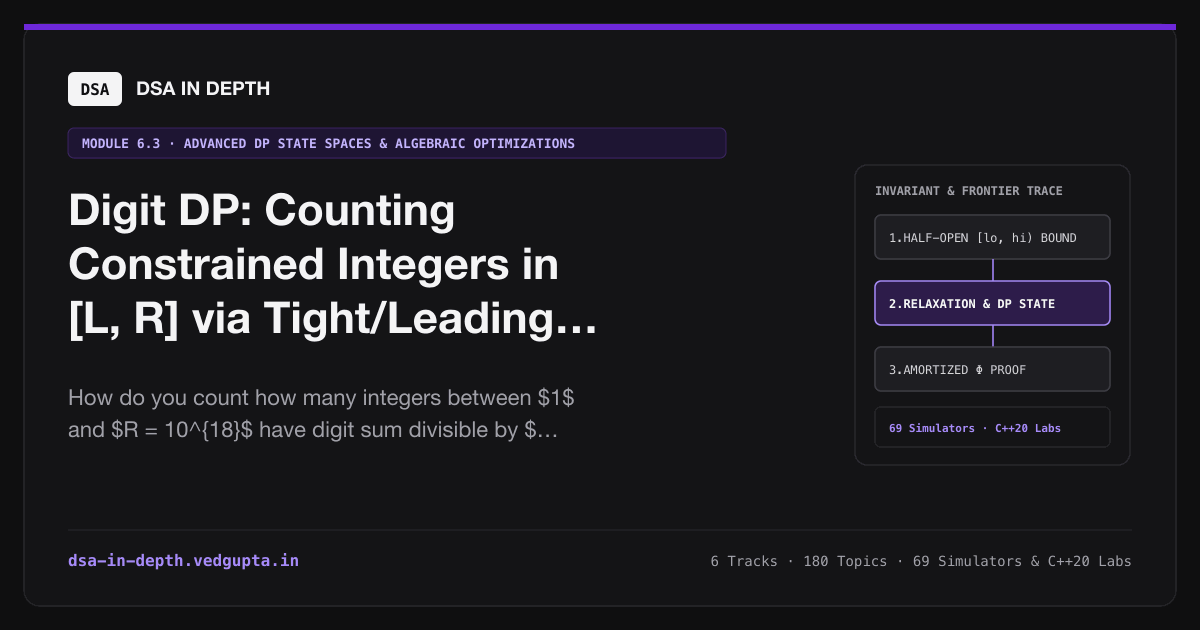 DSA
DSA IN DEPTH
MODULE 6.3 · ADVANCED DP STATE SPACES & ALGEBRAIC OPTIMIZATIONS
Digit DP: Counting
Constrained Integers in
[L, R] via Tight/Leading...
How do you count how many integers between $1$
and $R = 10^{18}$ have digit sum divisible by $...
INVARIANT & FRONTIER TRACE
1.HALF-OPEN [lo, hi) BOUND
2.RELAXATION & DP STATE
3.AMORTIZED Φ PROOF
69 Simulators · C++20 Labs
dsa-in-depth.vedgupta.in
6 Tracks · 180 Topics · 69 Simulators & C++20 Labs